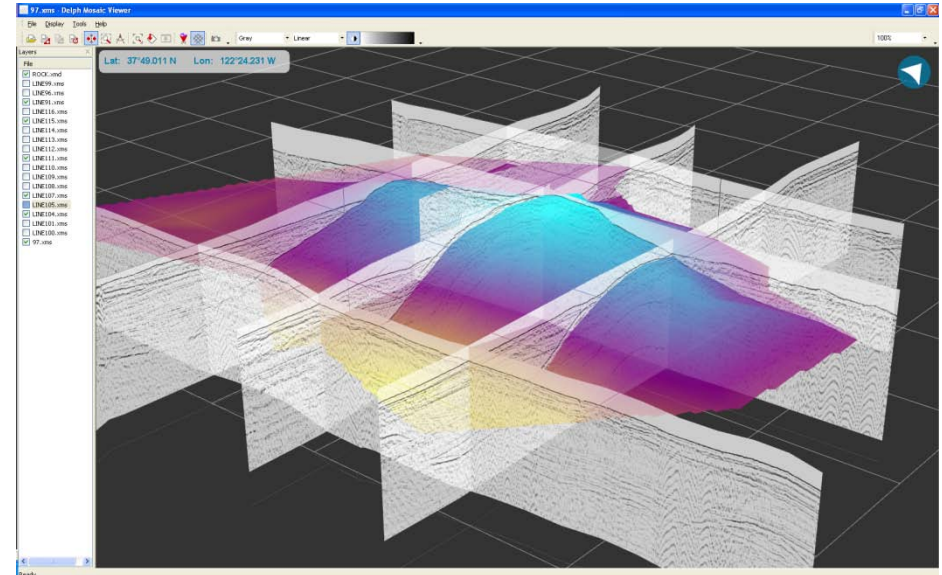 97.xms - Delph Mosaic Viewer
File Display Tools Help
Gray Linear 100%
Layers
File
ROCK.xmd
LINE99.xms
LINE96.xms
LINE91.xms
LINE116.xms
LINE115.xms
LINE114.xms
LINE113.xms
LINE112.xms
LINE111.xms
LINE110.xms
LINE109.xms
LINE108.xms
LINE107.xms
LINE105.xms
LINE104.xms
LINE101.xms
LINE100.xms
97.xms
Lat: 37°49.011 N Lon: 122°24.231 W
Ready